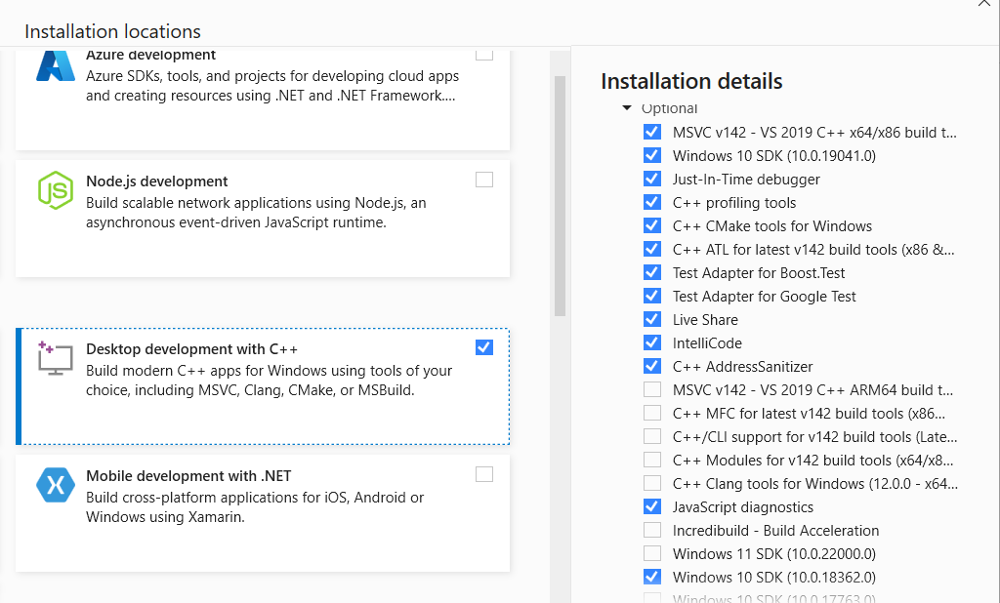 Installation locations
Azure development
Azure SDKs, tools, and projects for developing cloud apps
and creating resources using .NET and .NET Framework....
JS
Node.js development
Build scalable network applications using Node.js, an
asynchronous event-driven JavaScript runtime.
Desktop development with C++
Build modern C++ apps for Windows using tools of your
choice, including MSVC, Clang, CMake, or MSBuild.
Mobile development with .NET
Build cross-platform applications for iOS, Android or
Windows using Xamarin.
Installation details
Optional
MSVC v142 - VS 2019 C++ x64/x86 build t...
Windows 10 SDK (10.0.19041.0)
Just-In-Time debugger
C++ profiling tools
C++ CMake tools for Windows
C++ ATL for latest v142 build tools (x86 &...
Test Adapter for Boost.Test
Test Adapter for Google Test
Live Share
IntelliCode
C++ AddressSanitizer
MSVC v142 - VS 2019 C++ ARM64 build t...
C++ MFC for latest v142 build tools (x86...
C++/CLI support for v142 build tools (Late...
C++ Modules for v142 build tools (x64/x8...
C++ Clang tools for Windows (12.0.0 - x64...
JavaScript diagnostics
Incredibuild - Build Acceleration
Windows 11 SDK (10.0.22000.0)
Windows 10 SDK (10.0.18362.0)
Windows 10 SDK (10.0.17763.0)